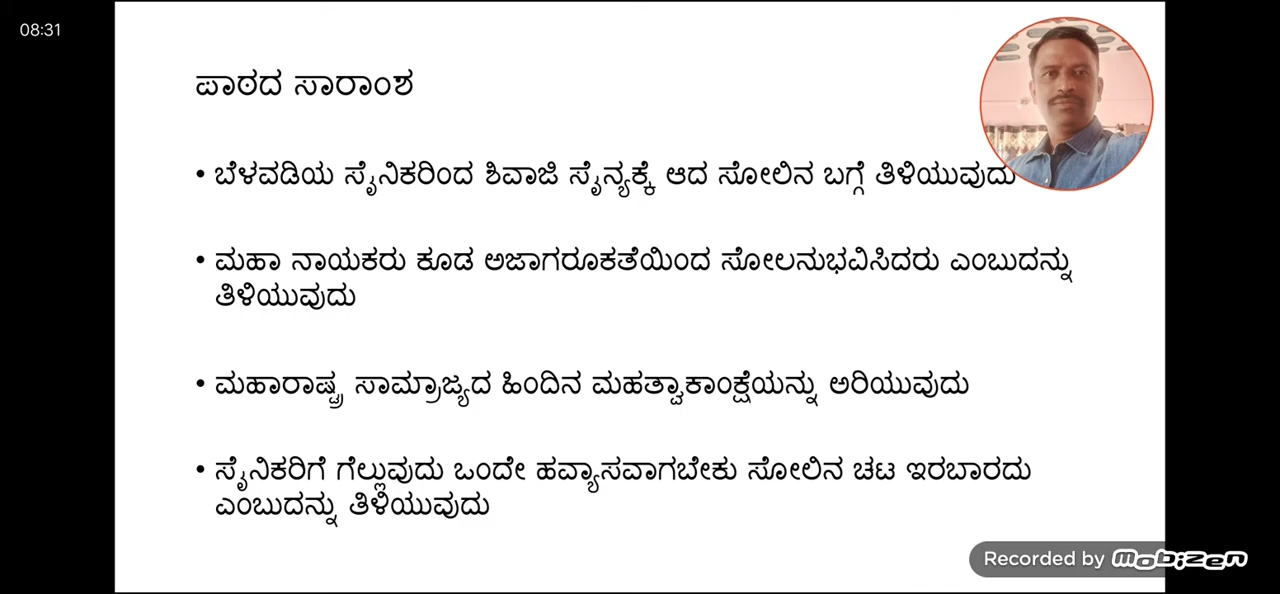 08:31
ಪಾಠದ ಸಾರಾಂಶ
• ಬೆಳವಡಿಯ ಸೈನಿಕರಿಂದ ಶಿವಾಜಿ ಸೈನ್ಯಕ್ಕೆ ಆದ ಸೋಲಿನ ಬಗ್ಗೆ ತಿಳಿಯುವುದು
• ಮಹಾ ನಾಯಕರು ಕೂಡ ಅಜಾಗರೂಕತೆಯಿಂದ ಸೋಲನುಭವಿಸಿದರು ಎಂಬುದನ್ನು
ತಿಳಿಯುವುದು
• ಮಹಾರಾಷ್ಟ್ರ ಸಾಮ್ರಾಜ್ಯದ ಹಿಂದಿನ ಮಹತ್ವಾಕಾಂಕ್ಷೆಯನ್ನು ಅರಿಯುವುದು
• ಸೈನಿಕರಿಗೆ ಗೆಲ್ಲುವುದು ಒಂದೇ ಹವ್ಯಾಸವಾಗಬೇಕು ಸೋಲಿನ ಚಟ ಇರಬಾರದು
ಎಂಬುದನ್ನು ತಿಳಿಯುವುದು
Recorded by Mobizen